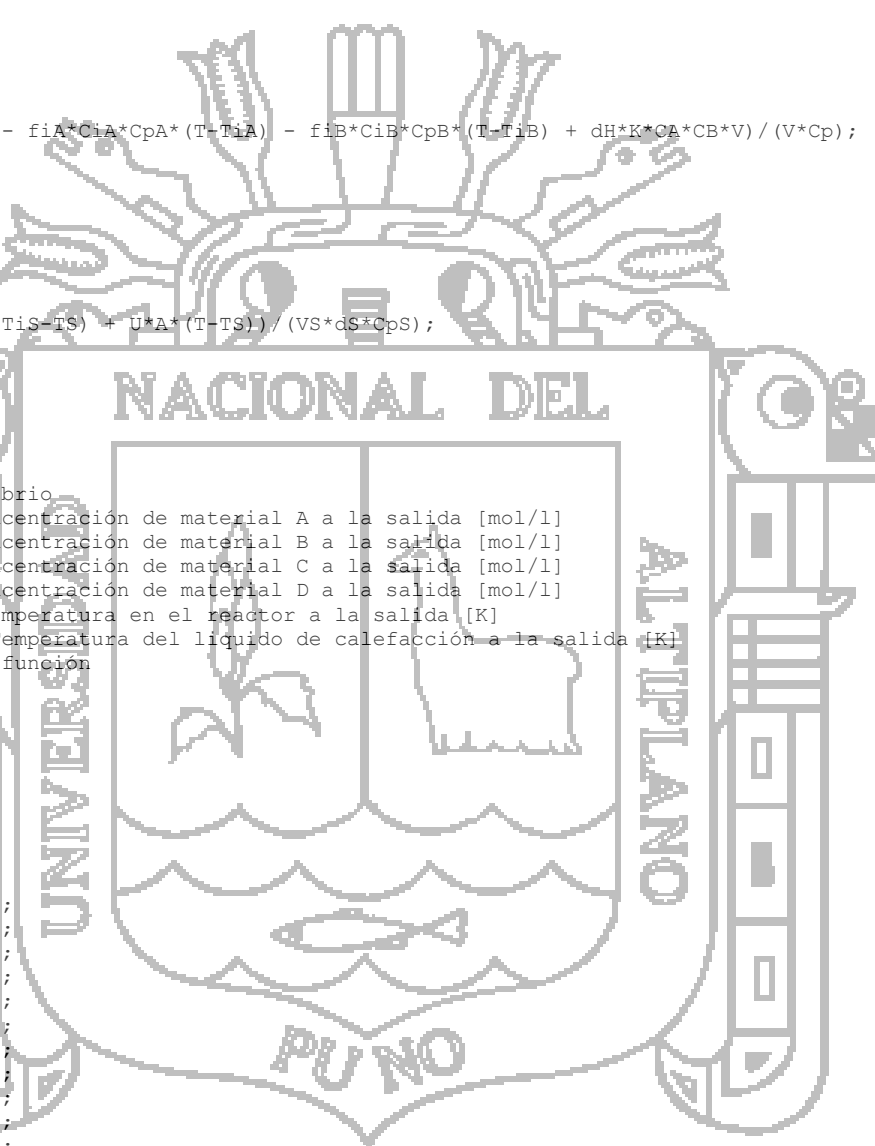 - fiA*CiA*CpA*(T-TiA) - fiB*CiB*CpB*(T-TiB) + dH*K*CA*CB*V)/(V*Cp);
TiS-TS) + U*A*(T-TS))/(VS*dS*CpS);
NACIONAL DEL
brio
centración de material A a la salida [mol/l]
centración de material B a la salida [mol/l]
centración de material C a la salida [mol/l]
centración de material D a la salida [mol/l]
mperatura en el reactor a la salida [K]
emperatura del líquido de calefacción a la salida [K]
función
UNIVERSIDAD
ALTIPLANO
;
;
;
;
;
;
;
;
;
;
;
PUNO